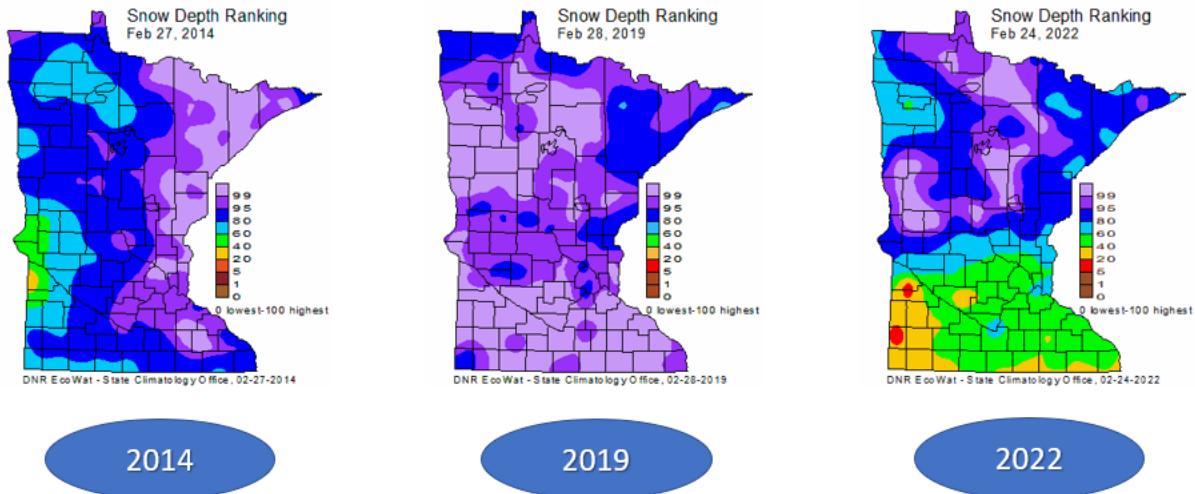 Snow Depth Ranking
Feb 27, 2014
99
95
80
60
40
20
5
1
0
0 lowest-100 highest
DNR EcoWat - State Climatology Office, 02-27-2014
2014
Snow Depth Ranking
Feb 28, 2019
99
95
80
60
40
20
5
1
0
0 lowest-100 highest
DNR EcoWat - State Climatology Office, 02-28-2019
2019
Snow Depth Ranking
Feb 24, 2022
99
95
80
60
40
20
5
1
0
0 lowest-100 highest
DNR EcoWat - State Climatology Office, 02-24-2022
2022